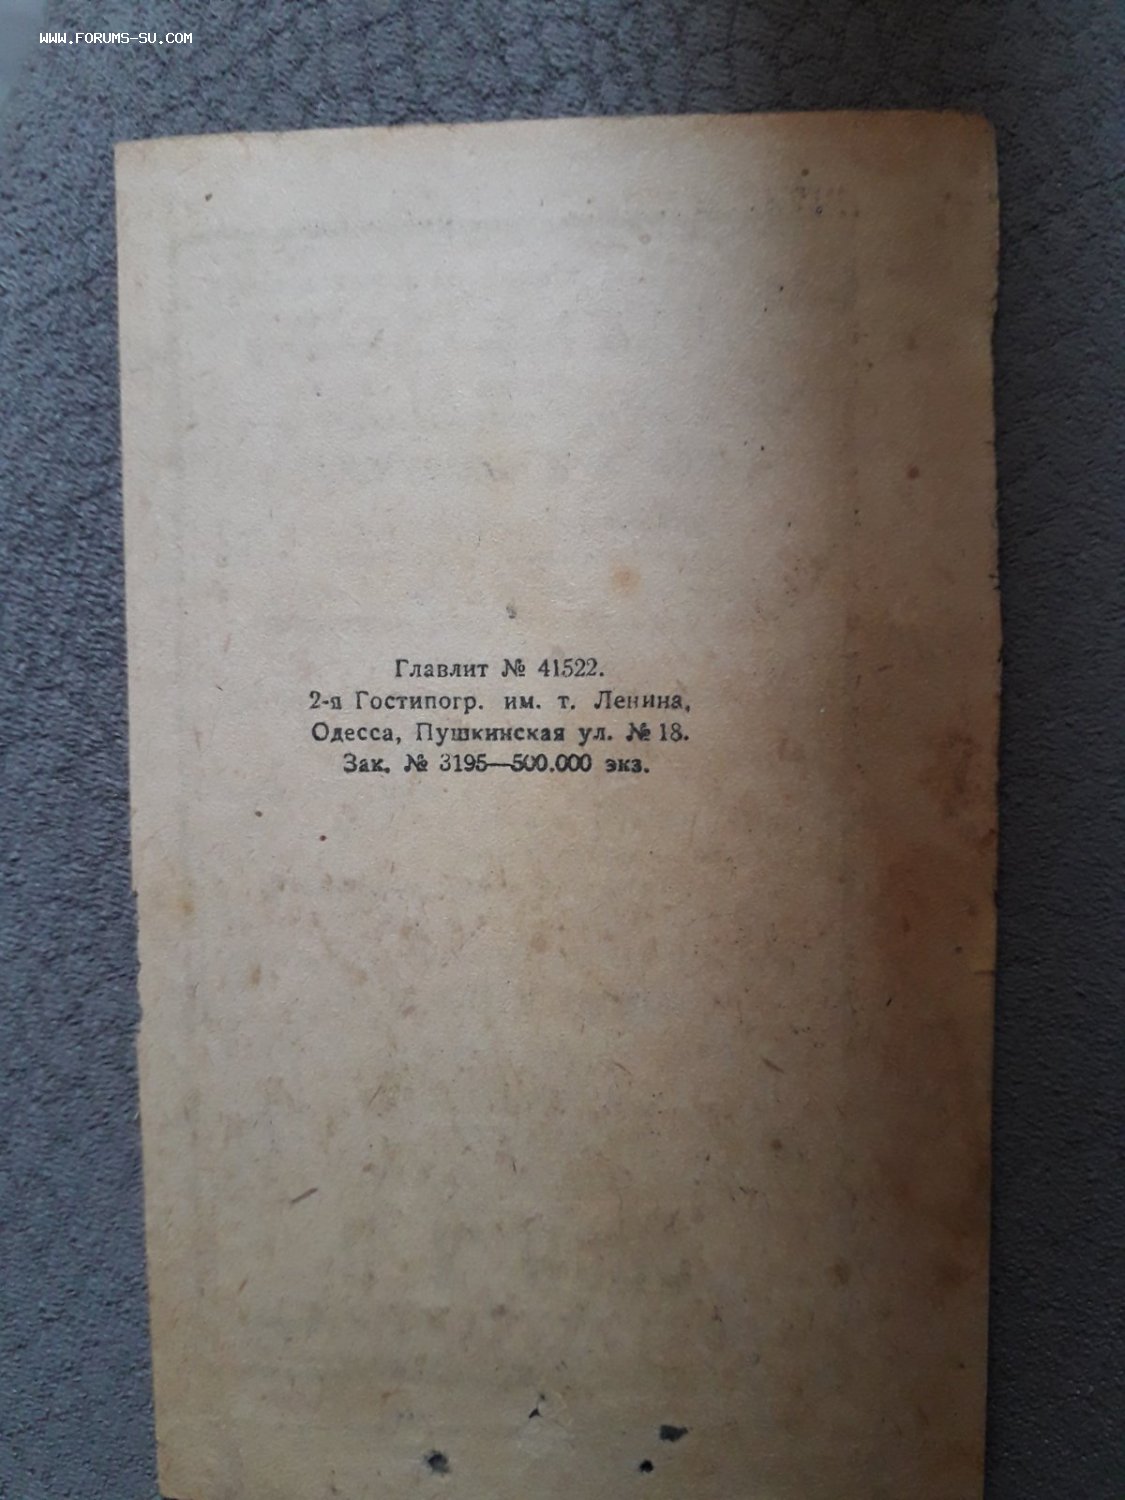 WWW.FORUMS-SU.COM
Главлит № 41522.
2-я Гостипогр. им. т. Ленина,
Одесса, Пушкинская ул. № 18.
Зак. № 3195—500.000 экз.